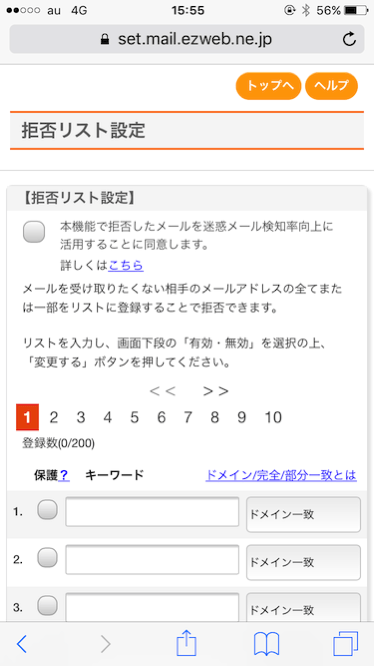 au 4G 15:55 56%
set.mail.ezweb.ne.jp
トップへ ヘルプ
拒否リスト設定
【拒否リスト設定】
本機能で拒否したメールを迷惑メール検知率向上に
活用することに同意します。
詳しくはこちら
メールを受け取りたくない相手のメールアドレスの全てまた
は一部をリストに登録することで拒否できます。
リストを入力し、画面下段の「有効・無効」を選択の上、
「変更する」ボタンを押してください。
<< >>
1 2 3 4 5 6 7 8 9 10
登録数(0/200)
保護? キーワード ドメイン/完全/部分一致とは
1. ドメイン一致
2. ドメイン一致
3. ドメイン一致